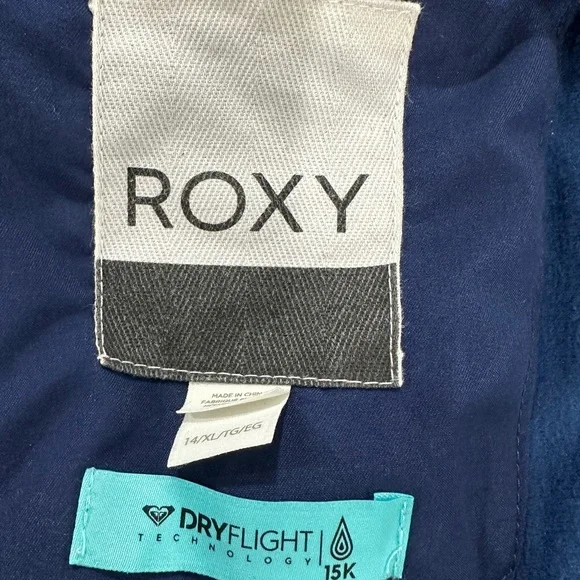 ROXY
MADE IN CHINA
14/XL/TG/EG
DRYFLIGHT
TECHNOLOGY
15K